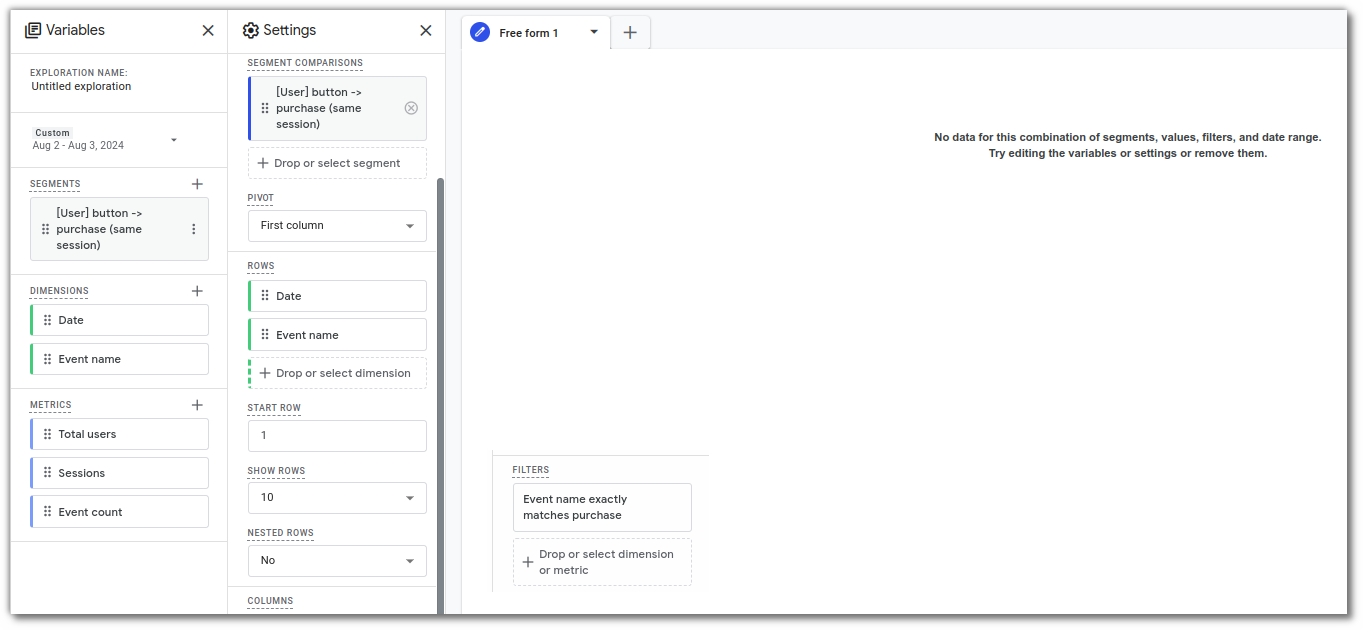 Variables
EXPLORATION NAME:
Untitled exploration
Custom
Aug 2 - Aug 3, 2024
SEGMENTS
[User] button ->
purchase (same
session)
DIMENSIONS
Date
Event name
METRICS
Total users
Sessions
Event count
Settings
SEGMENT COMPARISONS
[User] button ->
purchase (same
session)
Drop or select segment
PIVOT
First column
ROWS
Date
Event name
Drop or select dimension
START ROW
1
SHOW ROWS
10
NESTED ROWS
No
COLUMNS
Free form 1
No data for this combination of segments, values, filters, and date range.
Try editing the variables or settings or remove them.
FILTERS
Event name exactly
matches purchase
Drop or select dimension
or metric